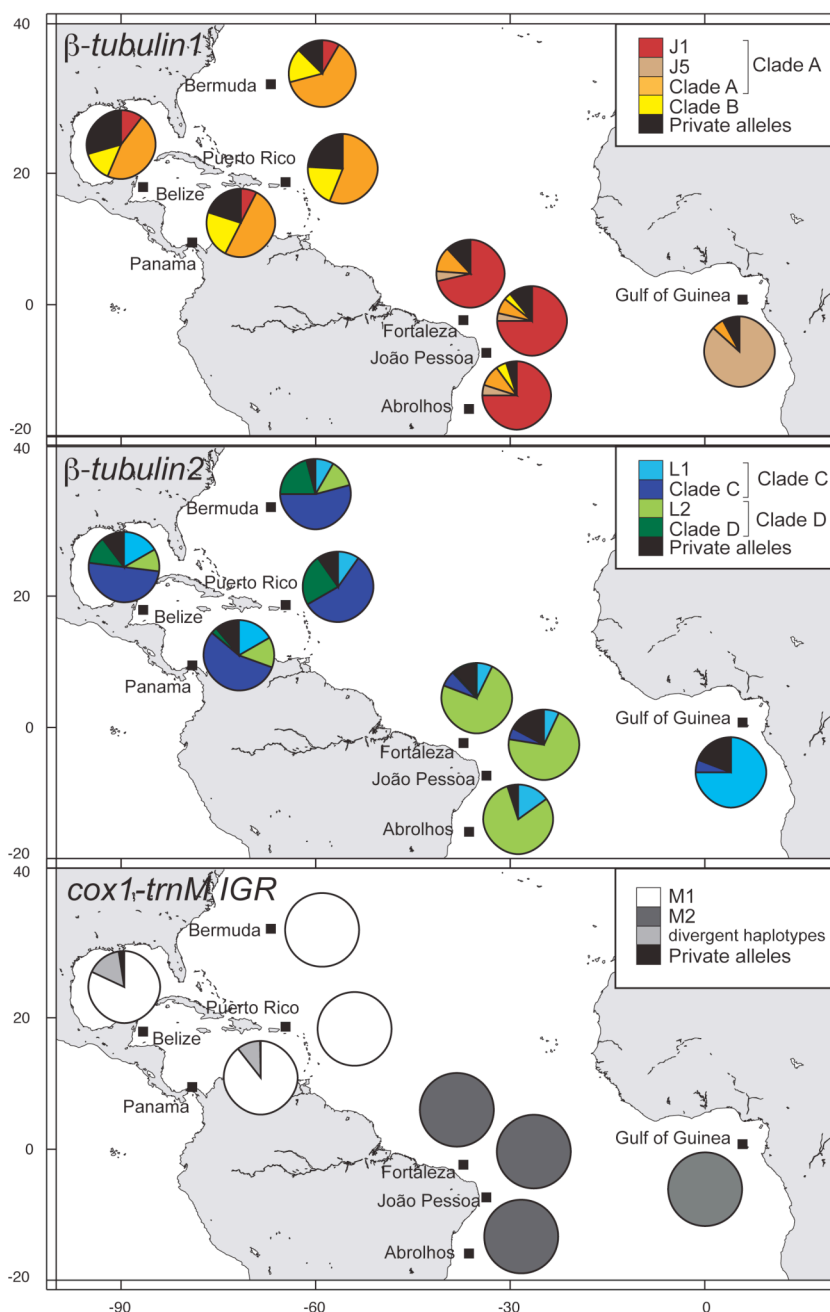 40
β-tubulin1
J1
J5
Clade A
Clade A
Clade B
Private alleles
Bermuda
20
Puerto Rico
Belize
Panama
Gulf of Guinea
0
Fortaleza
João Pessoa
Abrolhos
-20
40
β-tubulin2
L1
Clade C
Clade C
L2
Clade D
Clade D
Private alleles
Bermuda
20
Puerto Rico
Belize
Panama
Gulf of Guinea
0
Fortaleza
João Pessoa
Abrolhos
-20
40
cox1-trnM IGR
M1
M2
divergent haplotypes
Private alleles
Bermuda
20
Puerto Rico
Belize
Panama
Gulf of Guinea
0
Fortaleza
João Pessoa
Abrolhos
-20
-90 -60 -30 0